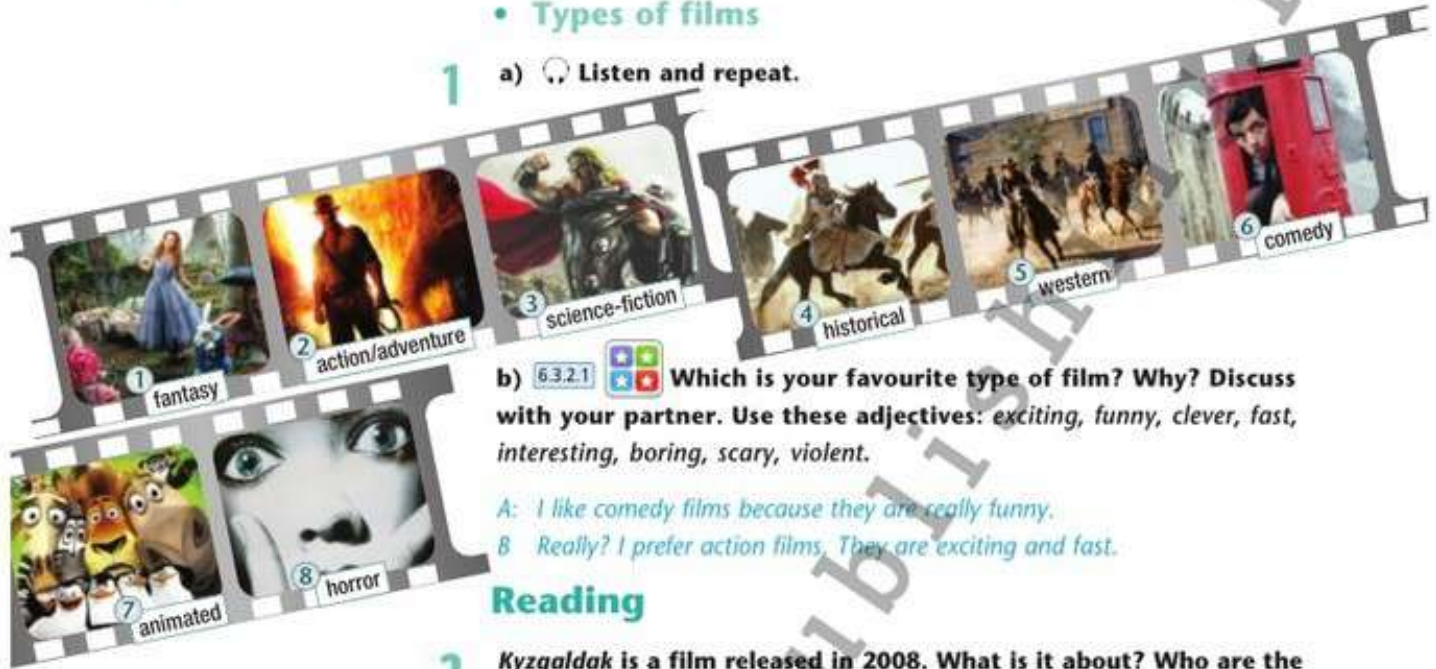 • Types of films
1 a) Listen and repeat.
1 fantasy
2 action/adventure
3 science-fiction
4 historical
5 western
6 comedy
7 animated
8 horror
b) 6.3.2.1 Which is your favourite type of film? Why? Discuss
with your partner. Use these adjectives: exciting, funny, clever, fast,
interesting, boring, scary, violent.
A: I like comedy films because they are really funny.
B Really? I prefer action films. They are exciting and fast.
Reading
2 Kyzgaldak is a film released in 2008. What is it about? Who are the